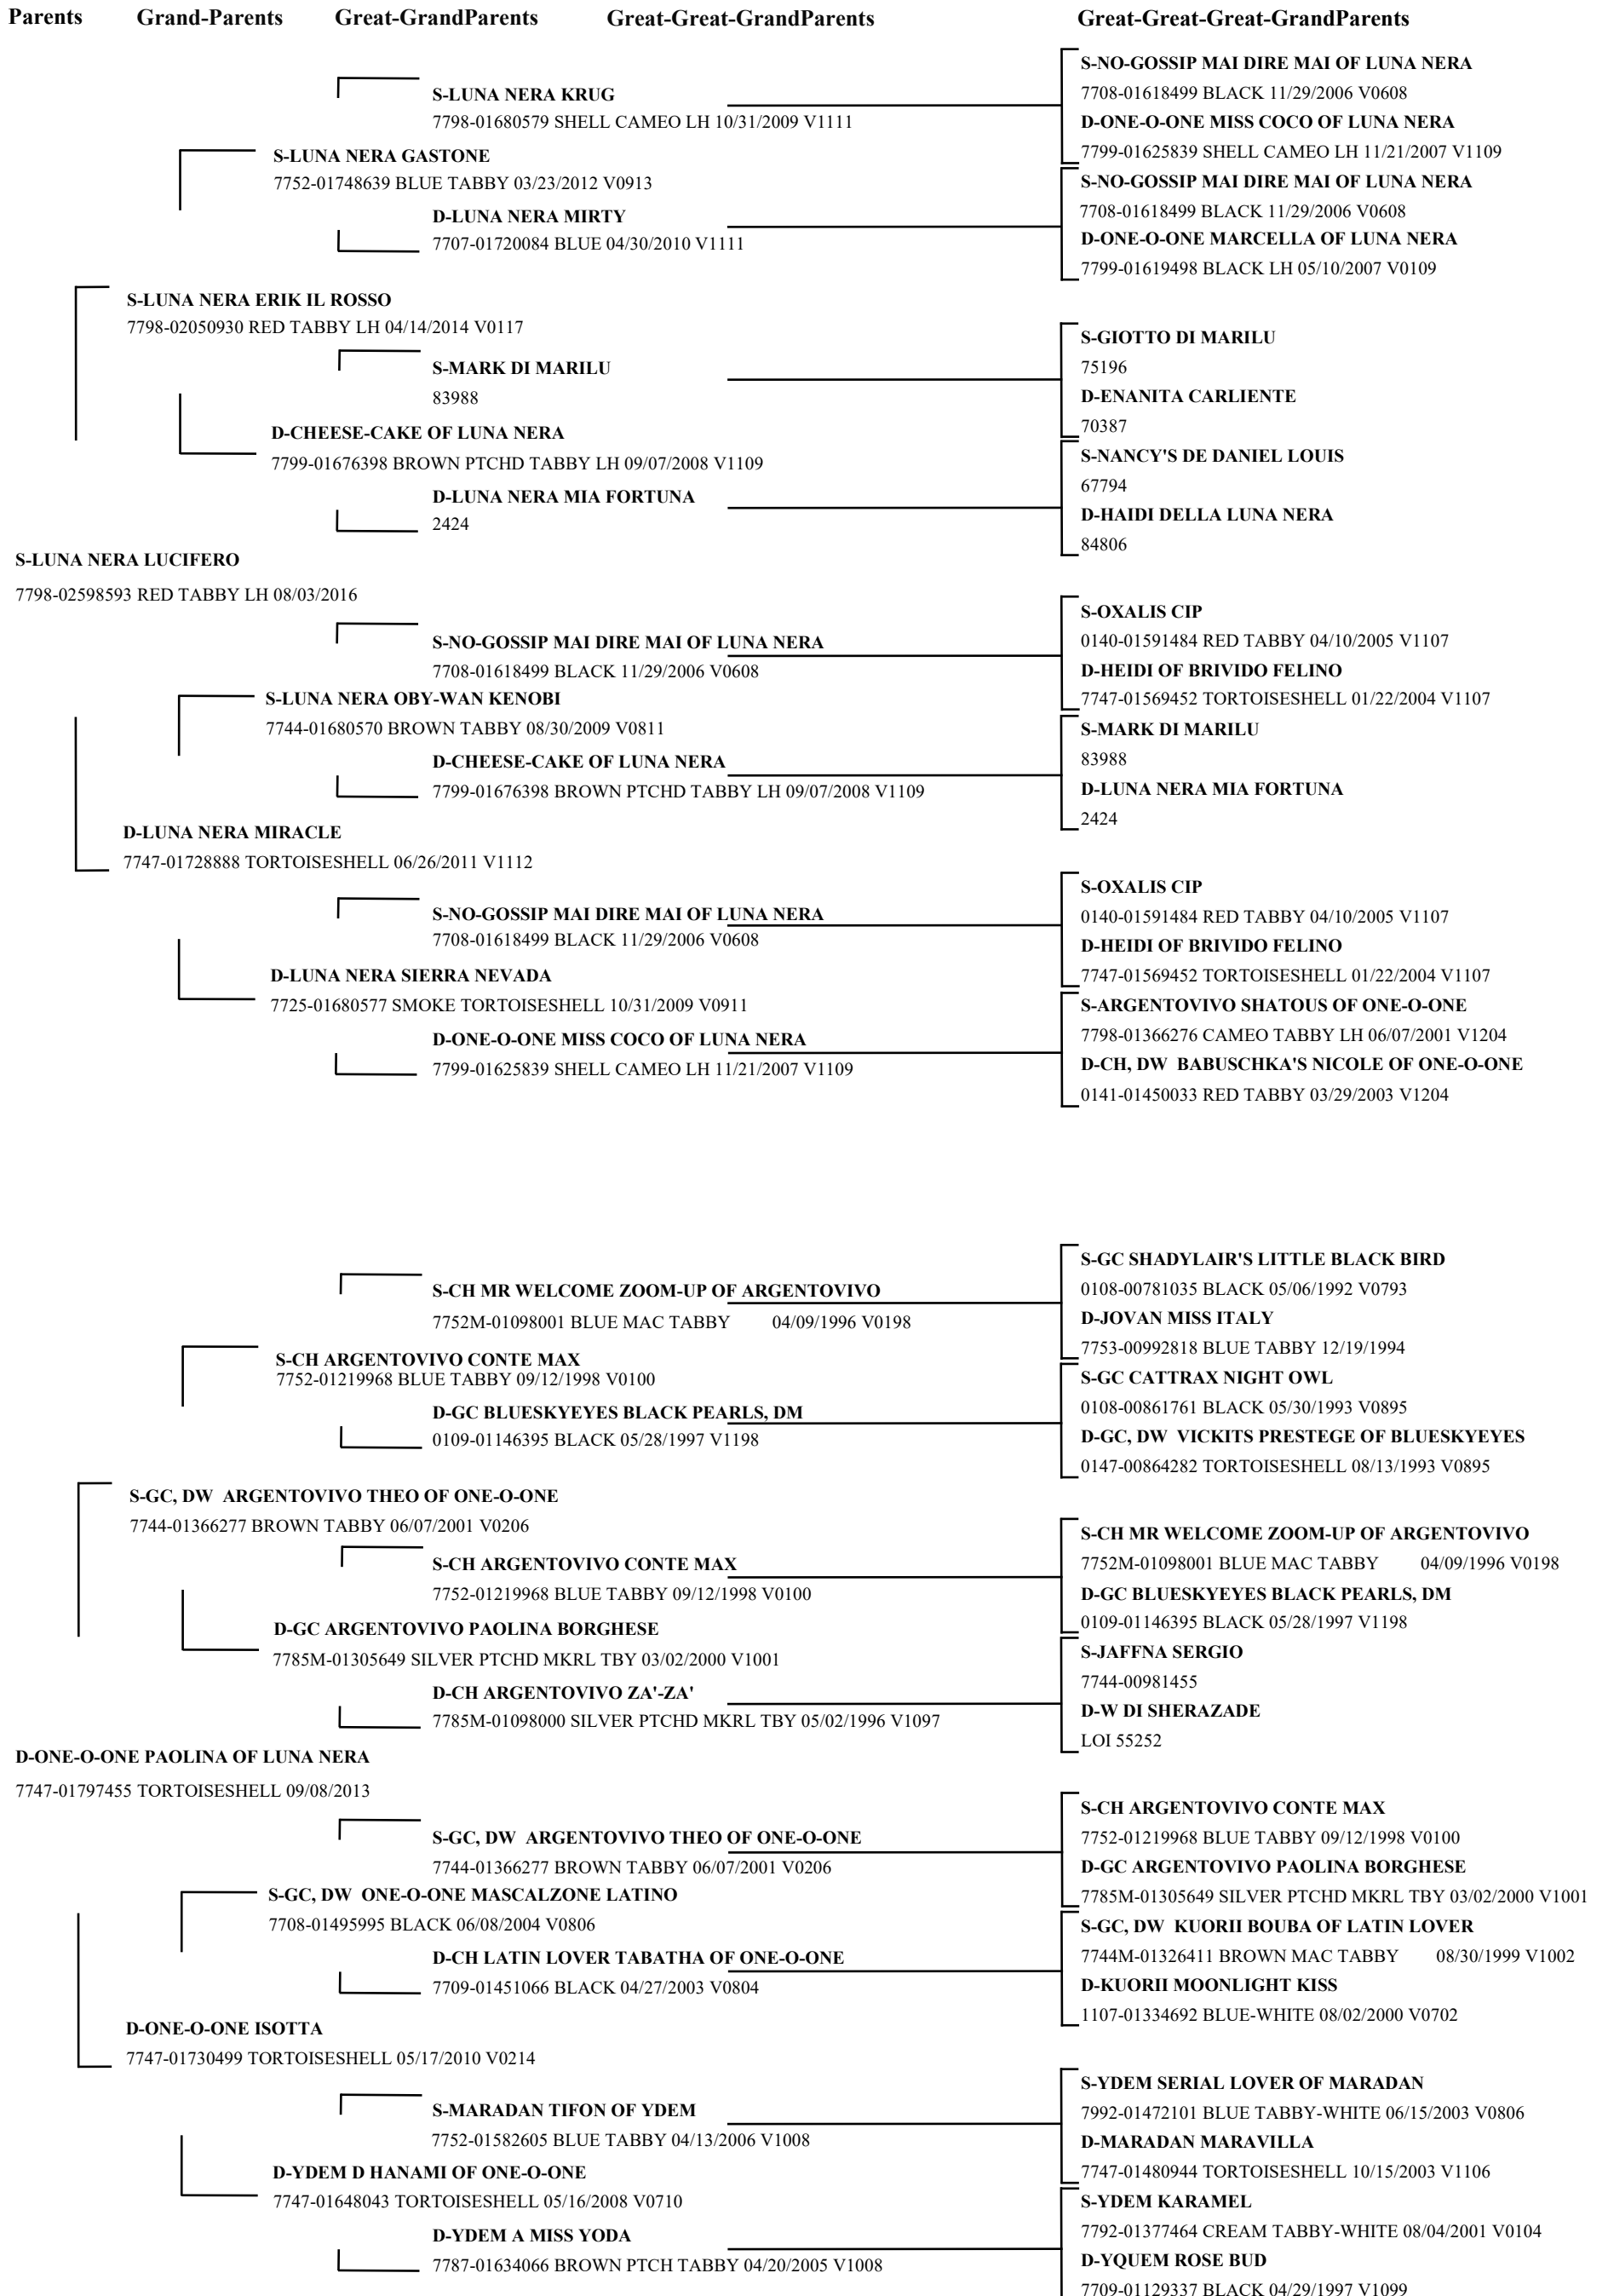 Parents Grand-Parents Great-GrandParents Great-Great-GrandParents Great-Great-Great-GrandParents
S-NO-GOSSIP MAI DIRE MAI OF LUNA NERA
S-LUNA NERA KRUG
7708-01618499 BLACK 11/29/2006 V0608
7798-01680579 SHELL CAMEO LH 10/31/2009 V1111
D-ONE-O-ONE MISS COCO OF LUNA NERA
S-LUNA NERA GASTONE
7799-01625839 SHELL CAMEO LH 11/21/2007 V1109
7752-01748639 BLUE TABBY 03/23/2012 V0913
S-NO-GOSSIP MAI DIRE MAI OF LUNA NERA
D-LUNA NERA MIRTY
7708-01618499 BLACK 11/29/2006 V0608
7707-01720084 BLUE 04/30/2010 V1111
D-ONE-O-ONE MARCELLA OF LUNA NERA
7799-01619498 BLACK LH 05/10/2007 V0109
S-LUNA NERA ERIK IL ROSSO
7798-02050930 RED TABBY LH 04/14/2014 V0117
S-GIOTTO DI MARILU
S-MARK DI MARILU
75196
83988
D-ENANITA CARLIENTE
D-CHEESE-CAKE OF LUNA NERA
70387
7799-01676398 BROWN PTCHD TABBY LH 09/07/2008 V1109
S-NANCY'S DE DANIEL LOUIS
D-LUNA NERA MIA FORTUNA
67794
2424
D-HAIDI DELLA LUNA NERA
84806
S-LUNA NERA LUCIFERO
7798-02598593 RED TABBY LH 08/03/2016
S-OXALIS CIP
S-NO-GOSSIP MAI DIRE MAI OF LUNA NERA
0140-01591484 RED TABBY 04/10/2005 V1107
7708-01618499 BLACK 11/29/2006 V0608
D-HEIDI OF BRIVIDO FELINO
S-LUNA NERA OBY-WAN KENOBI
7747-01569452 TORTOISESHELL 01/22/2004 V1107
7744-01680570 BROWN TABBY 08/30/2009 V0811
S-MARK DI MARILU
D-CHEESE-CAKE OF LUNA NERA
83988
7799-01676398 BROWN PTCHD TABBY LH 09/07/2008 V1109
D-LUNA NERA MIA FORTUNA
2424
D-LUNA NERA MIRACLE
7747-01728888 TORTOISESHELL 06/26/2011 V1112
S-OXALIS CIP
S-NO-GOSSIP MAI DIRE MAI OF LUNA NERA
0140-01591484 RED TABBY 04/10/2005 V1107
7708-01618499 BLACK 11/29/2006 V0608
D-HEIDI OF BRIVIDO FELINO
D-LUNA NERA SIERRA NEVADA
7747-01569452 TORTOISESHELL 01/22/2004 V1107
7725-01680577 SMOKE TORTOISESHELL 10/31/2009 V0911
S-ARGENTOVIVO SHATOUS OF ONE-O-ONE
D-ONE-O-ONE MISS COCO OF LUNA NERA
7798-01366276 CAMEO TABBY LH 06/07/2001 V1204
7799-01625839 SHELL CAMEO LH 11/21/2007 V1109
D-CH, DW BABUSCHKA'S NICOLE OF ONE-O-ONE
0141-01450033 RED TABBY 03/29/2003 V1204
S-GC SHADYLAIR'S LITTLE BLACK BIRD
S-CH MR WELCOME ZOOM-UP OF ARGENTOVIVO
0108-00781035 BLACK 05/06/1992 V0793
7752M-01098001 BLUE MAC TABBY 04/09/1996 V0198
D-JOVAN MISS ITALY
S-CH ARGENTOVIVO CONTE MAX
7753-00992818 BLUE TABBY 12/19/1994
7752-01219968 BLUE TABBY 09/12/1998 V0100
S-GC CATTRAX NIGHT OWL
D-GC BLUESKYEYES BLACK PEARLS, DM
0108-00861761 BLACK 05/30/1993 V0895
0109-01146395 BLACK 05/28/1997 V1198
D-GC, DW VICKITS PRESTEGE OF BLUESKYEYES
0147-00864282 TORTOISESHELL 08/13/1993 V0895
S-GC, DW ARGENTOVIVO THEO OF ONE-O-ONE
7744-01366277 BROWN TABBY 06/07/2001 V0206
S-CH MR WELCOME ZOOM-UP OF ARGENTOVIVO
S-CH ARGENTOVIVO CONTE MAX
7752M-01098001 BLUE MAC TABBY 04/09/1996 V0198
7752-01219968 BLUE TABBY 09/12/1998 V0100
D-GC BLUESKYEYES BLACK PEARLS, DM
D-GC ARGENTOVIVO PAOLINA BORGHESE
0109-01146395 BLACK 05/28/1997 V1198
7785M-01305649 SILVER PTCHD MKRL TBY 03/02/2000 V1001
S-JAFFNA SERGIO
D-CH ARGENTOVIVO ZA'-ZA'
7744-00981455
7785M-01098000 SILVER PTCHD MKRL TBY 05/02/1996 V1097
D-W DI SHERAZADE
LOI 55252
D-ONE-O-ONE PAOLINA OF LUNA NERA
7747-01797455 TORTOISESHELL 09/08/2013
S-CH ARGENTOVIVO CONTE MAX
S-GC, DW ARGENTOVIVO THEO OF ONE-O-ONE
7752-01219968 BLUE TABBY 09/12/1998 V0100
7744-01366277 BROWN TABBY 06/07/2001 V0206
D-GC ARGENTOVIVO PAOLINA BORGHESE
S-GC, DW ONE-O-ONE MASCALZONE LATINO
7785M-01305649 SILVER PTCHD MKRL TBY 03/02/2000 V1001
7708-01495995 BLACK 06/08/2004 V0806
S-GC, DW KUORII BOUBA OF LATIN LOVER
D-CH LATIN LOVER TABATHA OF ONE-O-ONE
7744M-01326411 BROWN MAC TABBY 08/30/1999 V1002
7709-01451066 BLACK 04/27/2003 V0804
D-KUORII MOONLIGHT KISS
1107-01334692 BLUE-WHITE 08/02/2000 V0702
D-ONE-O-ONE ISOTTA
7747-01730499 TORTOISESHELL 05/17/2010 V0214
S-YDEM SERIAL LOVER OF MARADAN
S-MARADAN TIFON OF YDEM
7992-01472101 BLUE TABBY-WHITE 06/15/2003 V0806
7752-01582605 BLUE TABBY 04/13/2006 V1008
D-MARADAN MARAVILLA
D-YDEM D HANAMI OF ONE-O-ONE
7747-01480944 TORTOISESHELL 10/15/2003 V1106
7747-01648043 TORTOISESHELL 05/16/2008 V0710
S-YDEM KARAMEL
D-YDEM A MISS YODA
7792-01377464 CREAM TABBY-WHITE 08/04/2001 V0104
7787-01634066 BROWN PTCH TABBY 04/20/2005 V1008
D-YQUEM ROSE BUD
7709-01129337 BLACK 04/29/1997 V1099